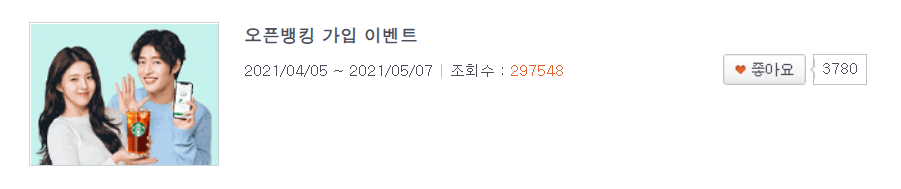 오픈뱅킹 가입 이벤트
2021/04/05 ~ 2021/05/07 | 조회수 : 297548
좋아요 3780